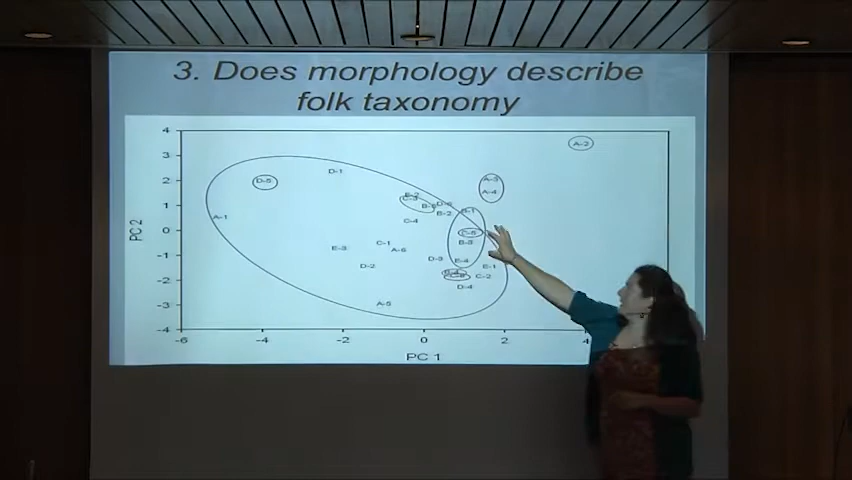 3. Does morphology describe
folk taxonomy
4
A-2
3
D-1
2
D-5
A-3
A-4
E-2
1
A-1
B-1
B-2
C-4
0
PC 2
C-1
B-3
E-3
A-6
-1
D-3
E-4
D-2
E-1
C-2
-2
D-4
-3
A-5
-4
-6
-4
-2
0
2
4
PC 1